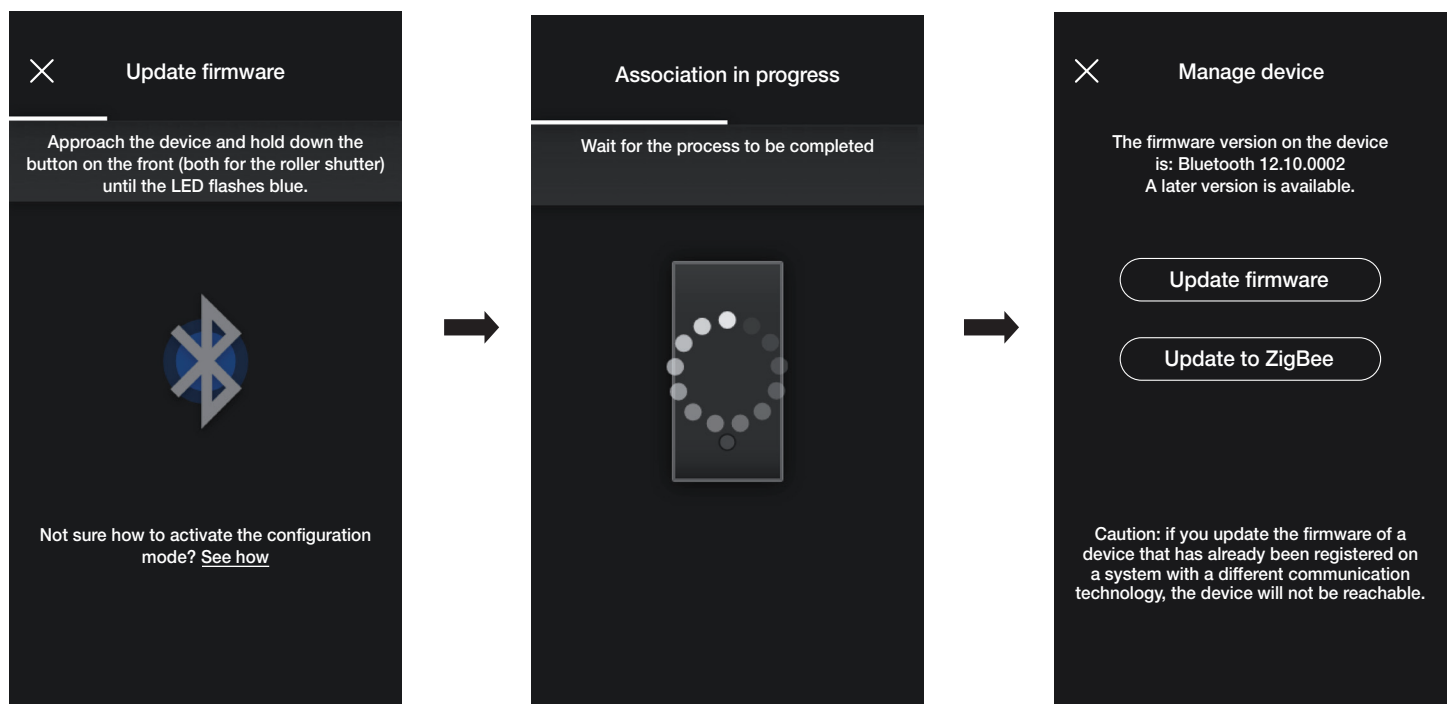 Update firmware
Approach the device and hold down the
button on the front (both for the roller shutter)
until the LED flashes blue.
Not sure how to activate the configuration
mode? See how
Association in progress
Wait for the process to be completed
Manage device
The firmware version on the device
is: Bluetooth 12.10.0002
A later version is available.
Update firmware
Update to ZigBee
Caution: if you update the firmware of a
device that has already been registered on
a system with a different communication
technology, the device will not be reachable.